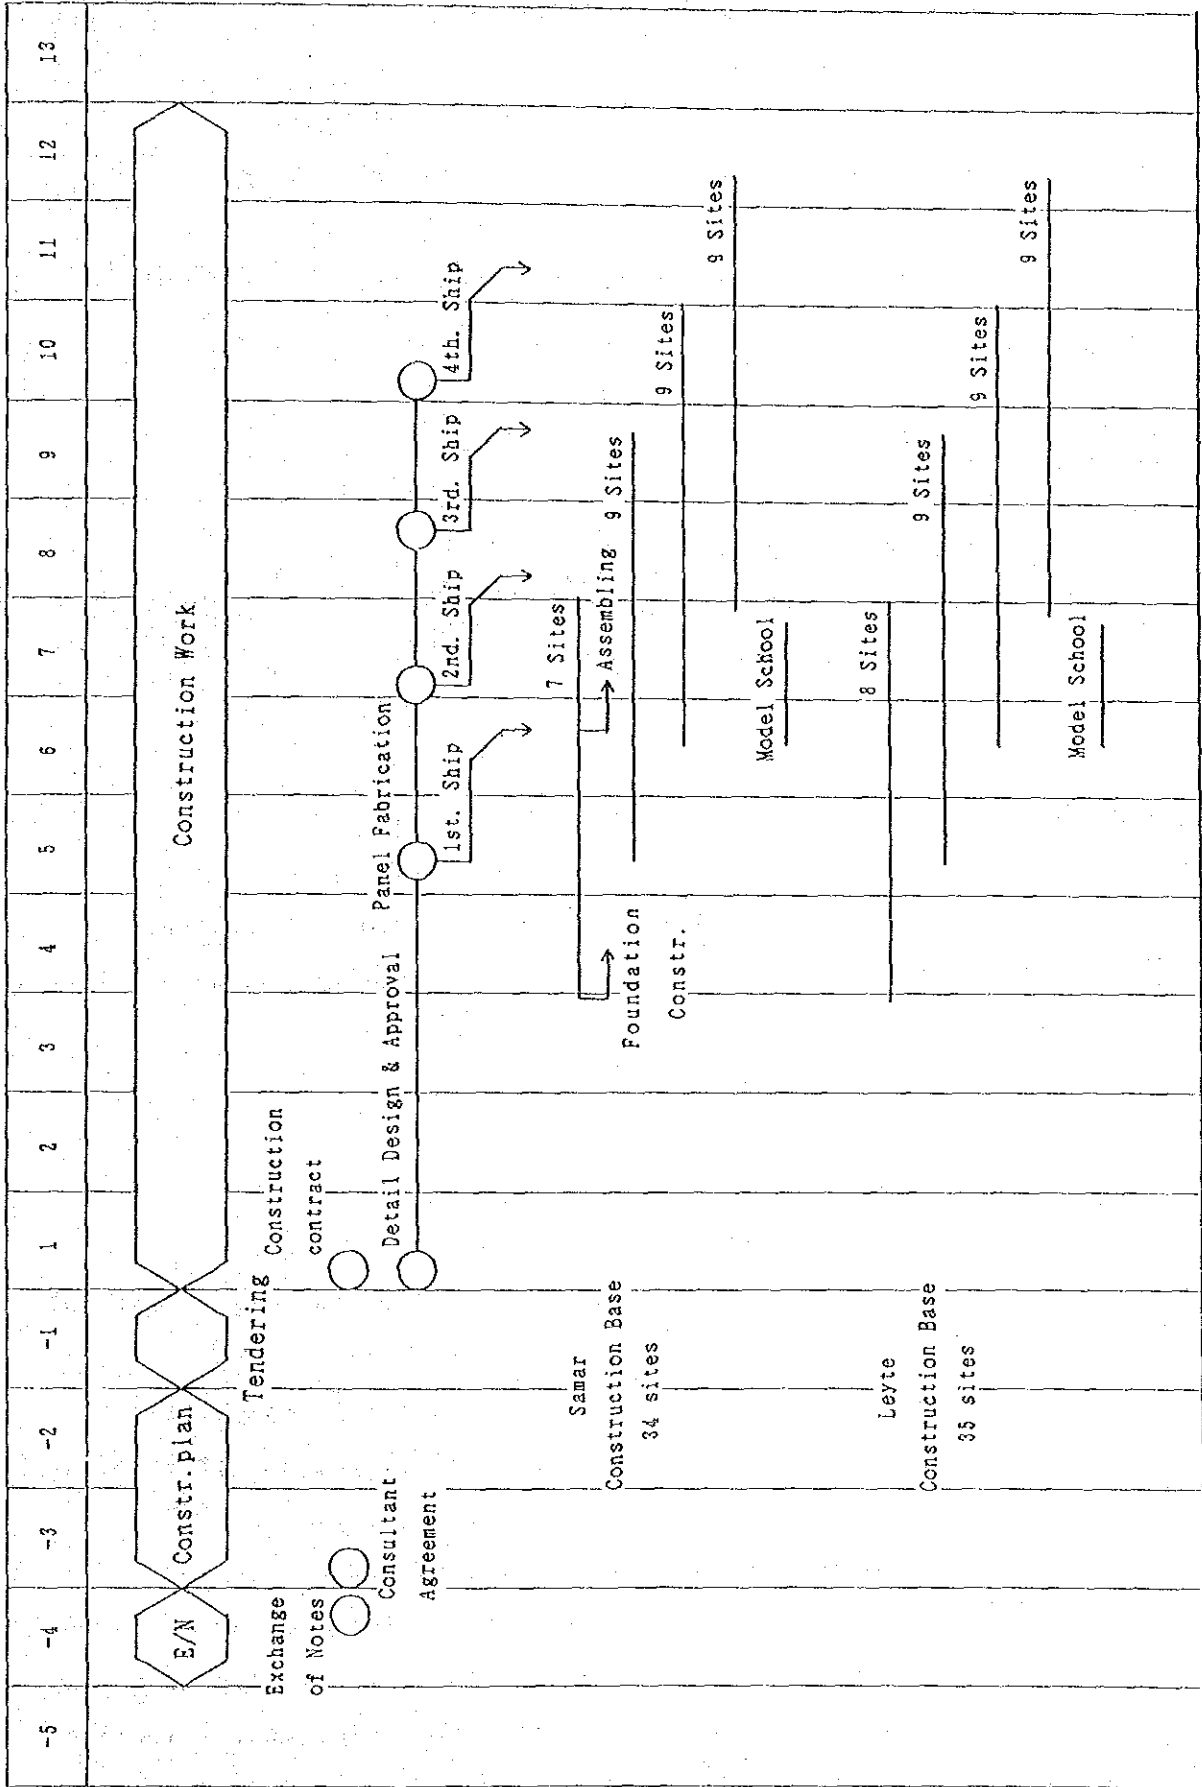 -5 -4 -3 -2 -1 1 2 3 4 5 6 7 8 9 10 11 12 13
E/N Constr.plan Construction Work
Tendering
Exchange
of Notes
Construction
contract
Consultant
Agreement
Detail Design & Approval Panel Fabrication
1st. Ship 2nd. Ship 3rd. Ship 4th. Ship
Samar
Construction Base
34 sites
7 Sites
Foundation
Constr.
Assembling 9 Sites
9 Sites
9 Sites
Model School
Leyte
Construction Base
35 sites
8 Sites
9 Sites
9 Sites
9 Sites
Model School